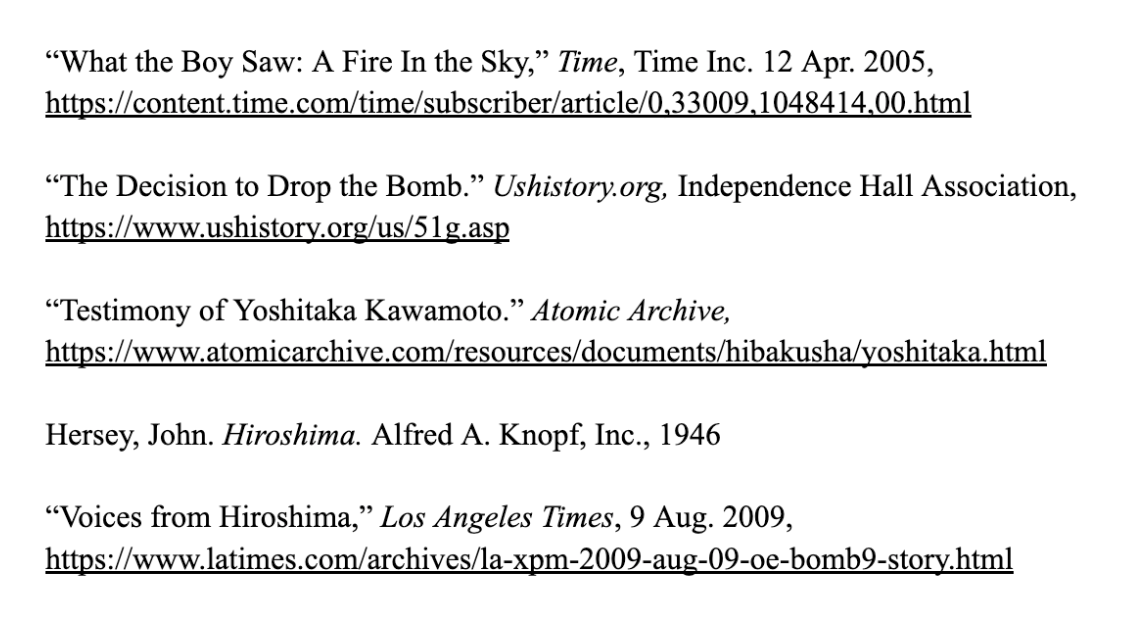 “What the Boy Saw: A Fire In the Sky,” Time, Time Inc. 12 Apr. 2005,
https://content.time.com/time/subscriber/article/0,33009,1048414,00.html
“The Decision to Drop the Bomb.” Ushistory.org, Independence Hall Association,
https://www.ushistory.org/us/51g.asp
“Testimony of Yoshitaka Kawamoto.” Atomic Archive,
https://www.atomicarchive.com/resources/documents/hibakusha/yoshitaka.html
Hersey, John. Hiroshima. Alfred A. Knopf, Inc., 1946
“Voices from Hiroshima,” Los Angeles Times, 9 Aug. 2009,
https://www.latimes.com/archives/la-xpm-2009-aug-09-oe-bomb9-story.html